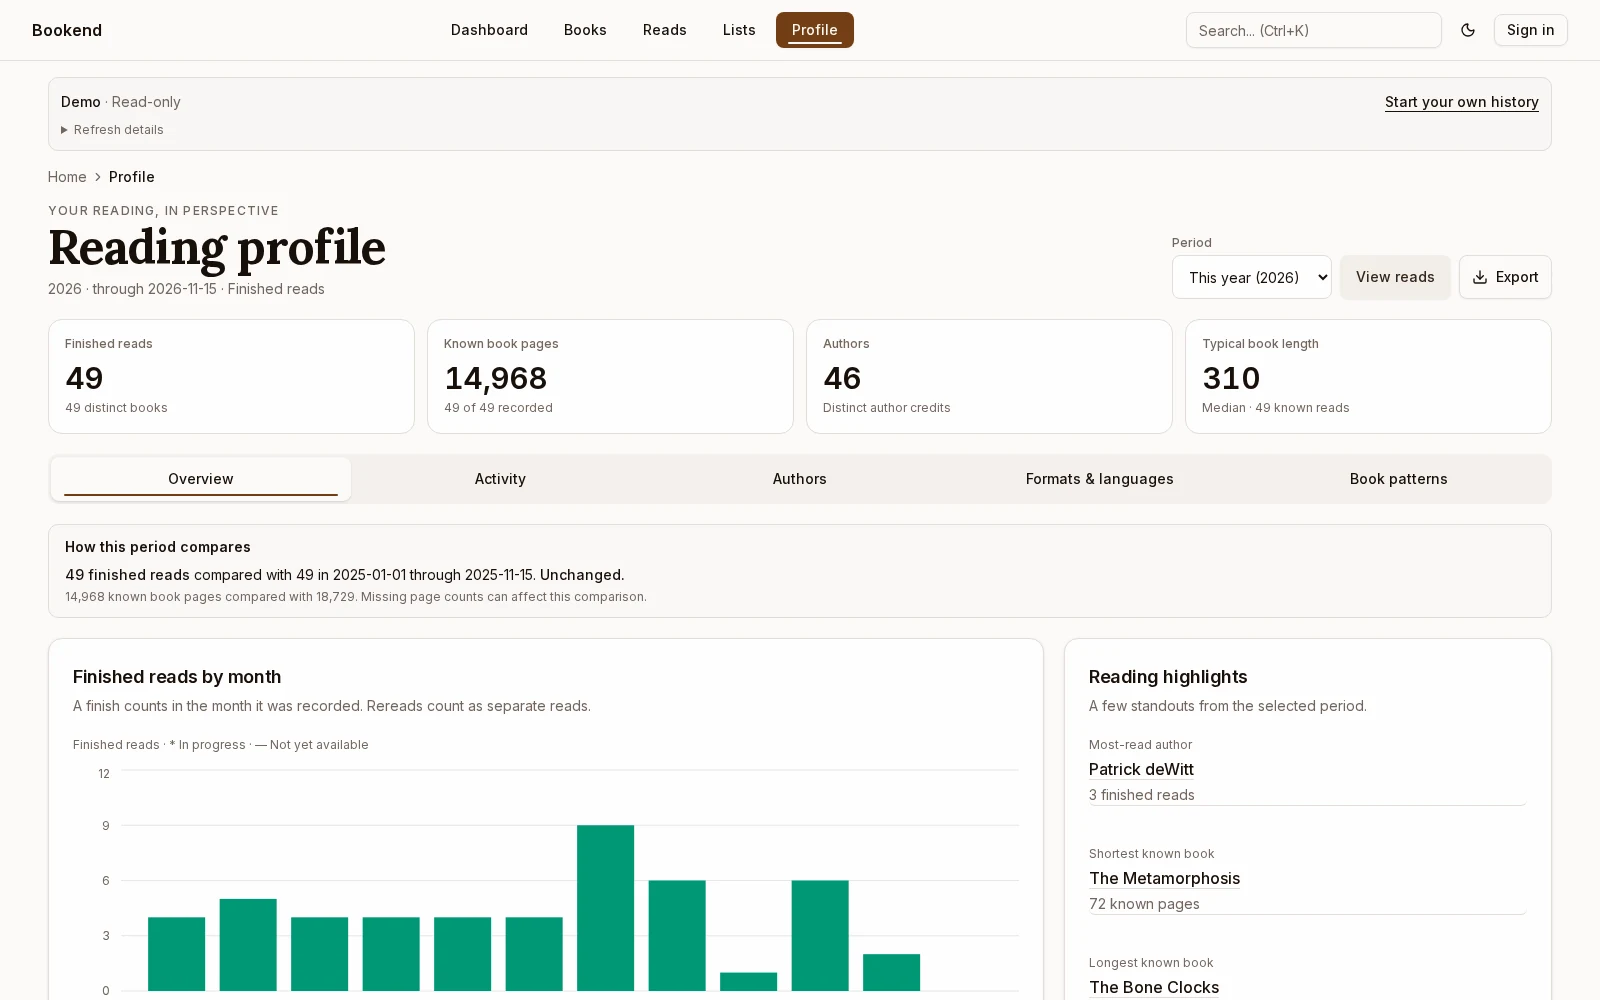 Bookend
Dashboard
Books
Reads
Lists
Profile
Search... (Ctrl+K)
Sign in
Demo · Read-only
Start your own history
Refresh details
Home
Profile
YOUR READING, IN PERSPECTIVE
Reading profile
2026 · through 2026-11-15 · Finished reads
Period
This year (2026)
View reads
Export
Finished reads
49
49 distinct books
Known book pages
14,968
49 of 49 recorded
Authors
46
Distinct author credits
Typical book length
310
Median · 49 known reads
Overview
Activity
Authors
Formats & languages
Book patterns
How this period compares
49 finished reads compared with 49 in 2025-01-01 through 2025-11-15. Unchanged.
14,968 known book pages compared with 18,729. Missing page counts can affect this comparison.
Finished reads by month
A finish counts in the month it was recorded. Rereads count as separate reads.
Finished reads · * In progress · — Not yet available
12
9
6
3
0
Reading highlights
A few standouts from the selected period.
Most-read author
Patrick deWitt
3 finished reads
Shortest known book
The Metamorphosis
72 known pages
Longest known book
The Bone Clocks